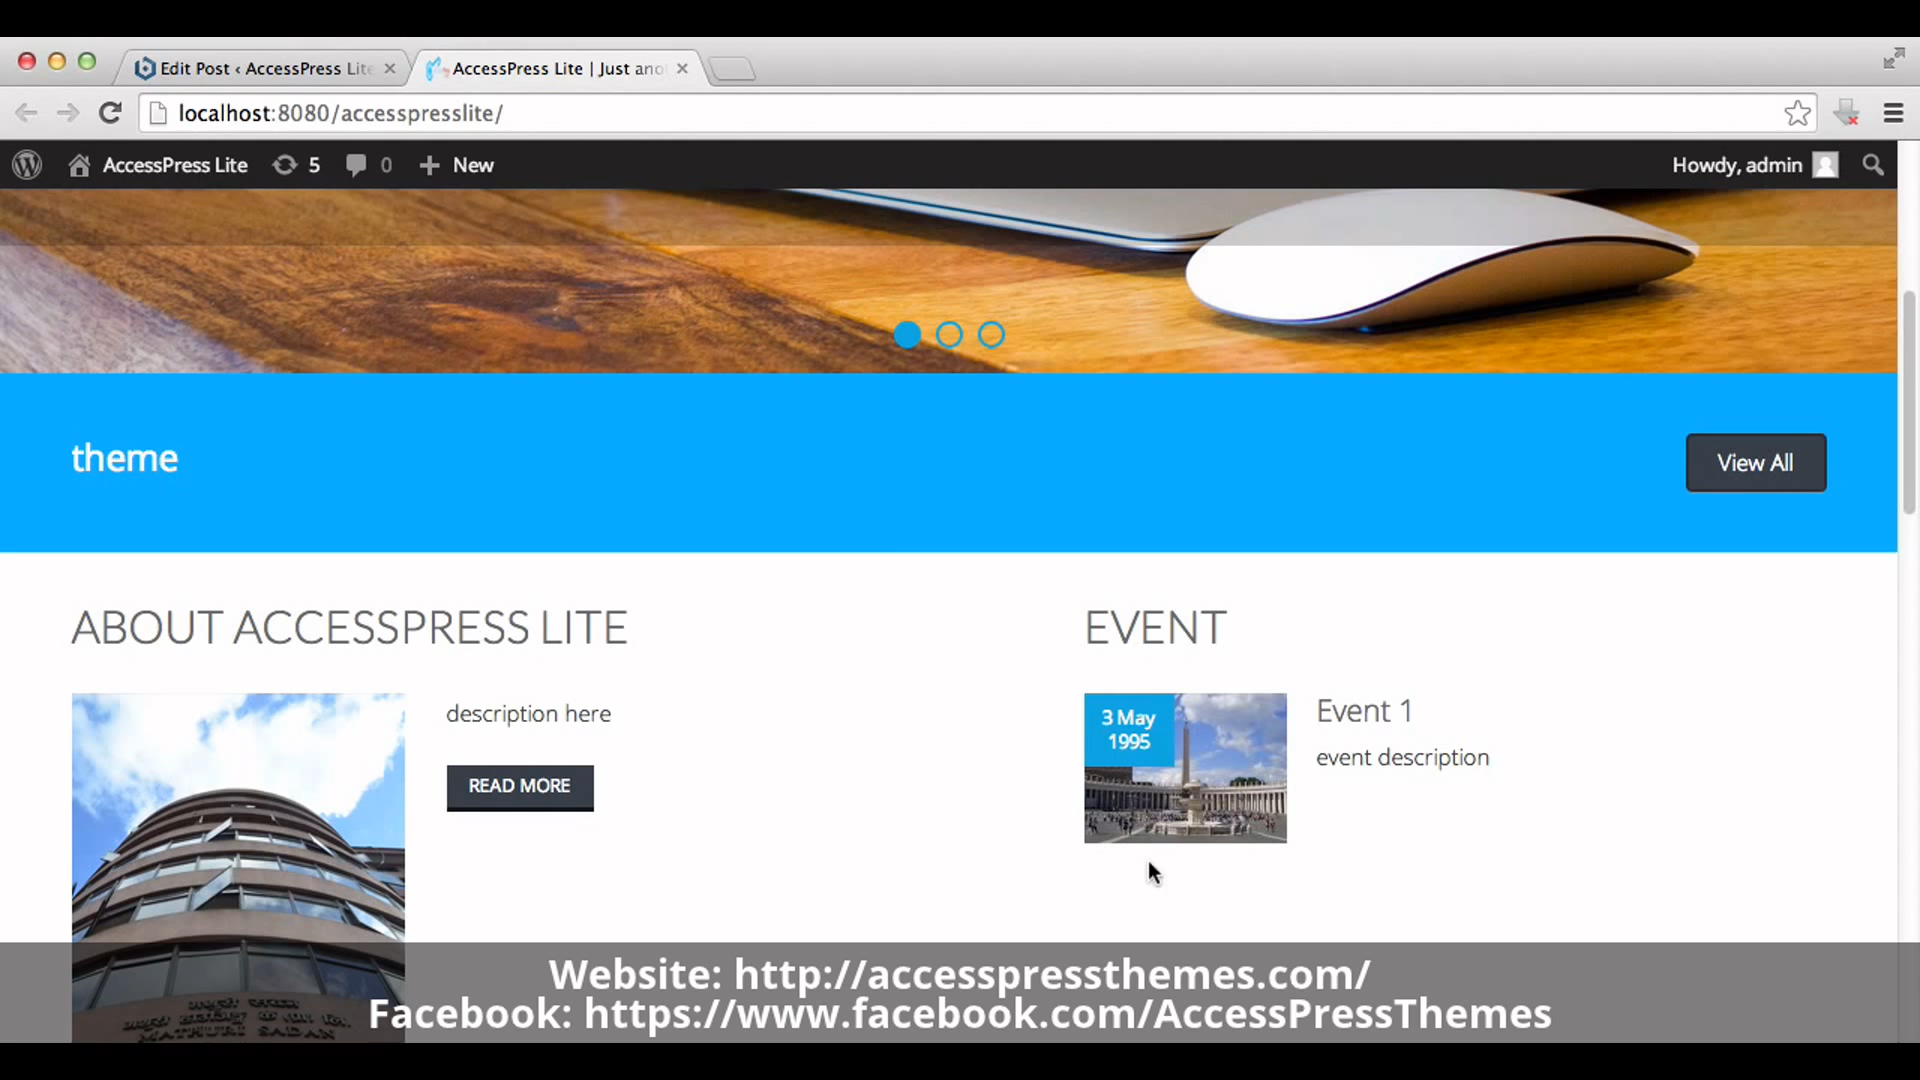 Edit Post ‹ AccessPress Lite
AccessPress Lite | Just ano
localhost:8080/accesspresslite/
AccessPress Lite 5 0 New
Howdy, admin
theme
View All
ABOUT ACCESSPRESS LITE
description here
READ MORE
EVENT
3 May
1995
Event 1
event description
MATHURI SADAN
Website: http://accesspressthemes.com/
Facebook: https://www.facebook.com/AccessPressThemes